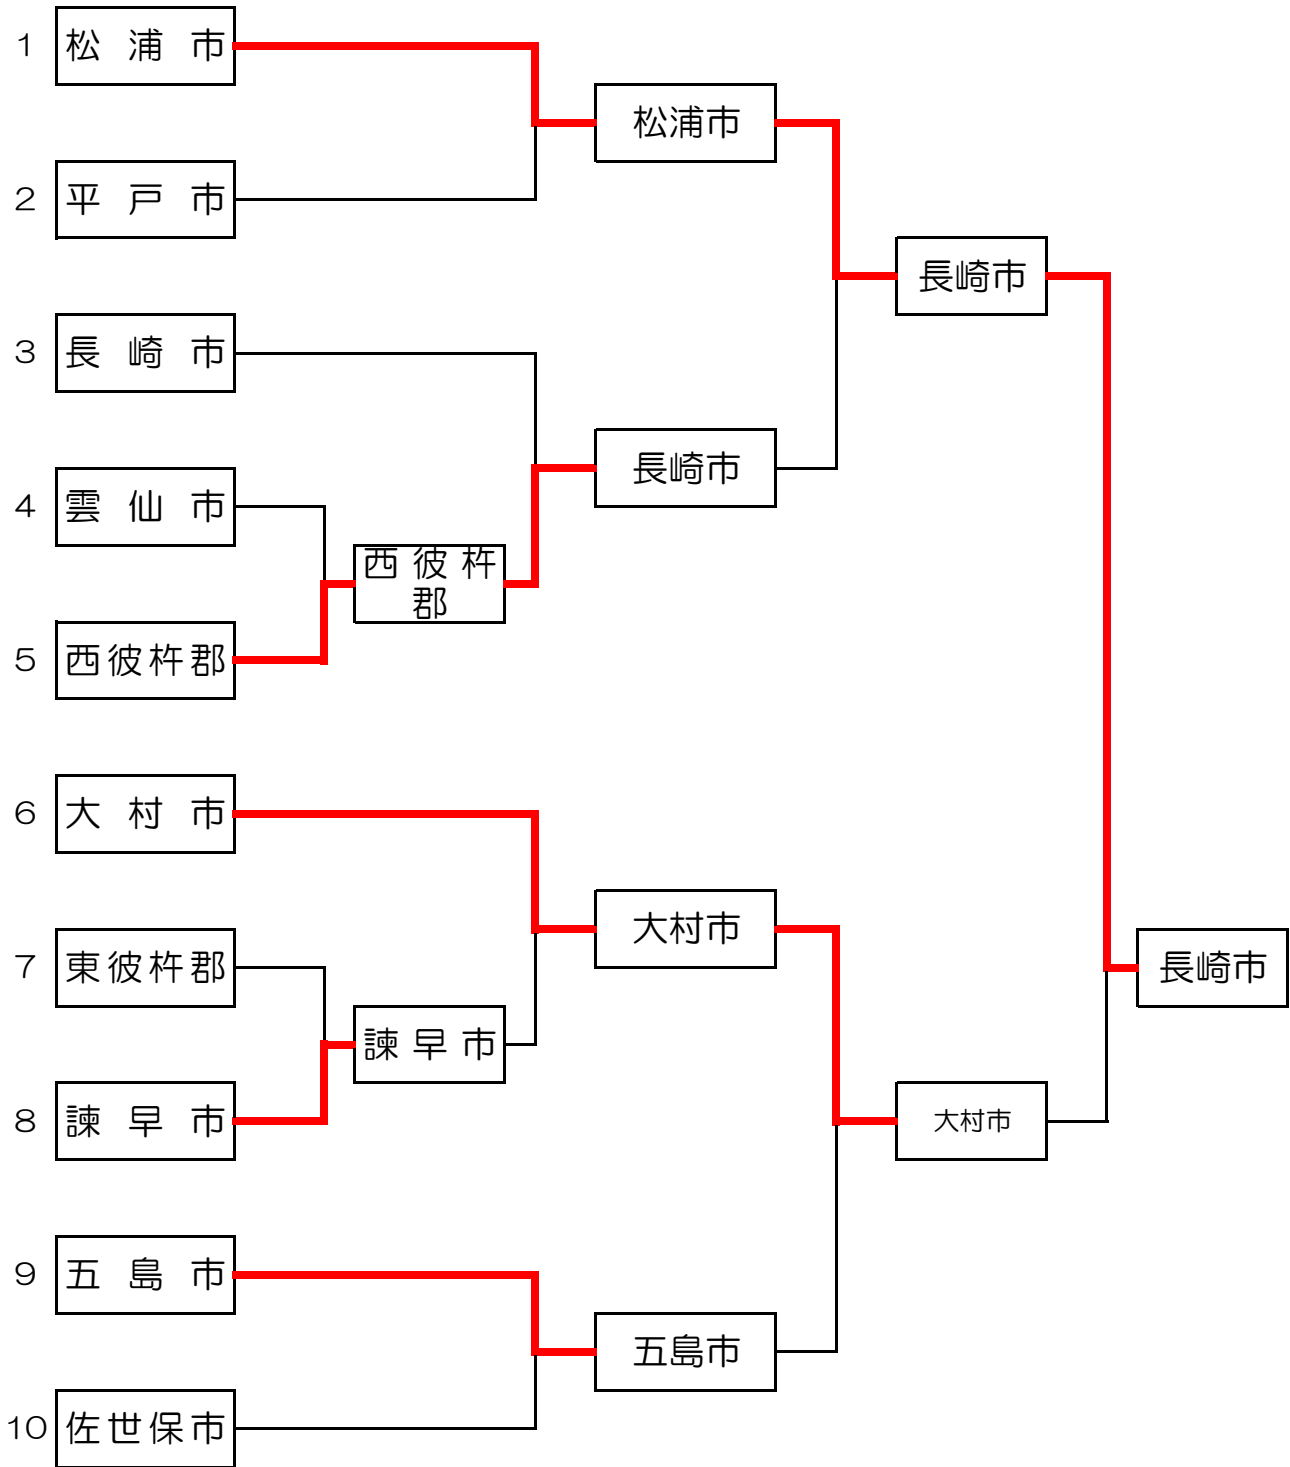 1 松浦市
松浦市
2 平戸市
長崎市
3 長崎市
長崎市
4 雲仙市
西彼杵
郡
5 西彼杵郡
6 大村市
大村市
7 東彼杵郡
長崎市
諫早市
8 諫早市
大村市
9 五島市
五島市
10 佐世保市